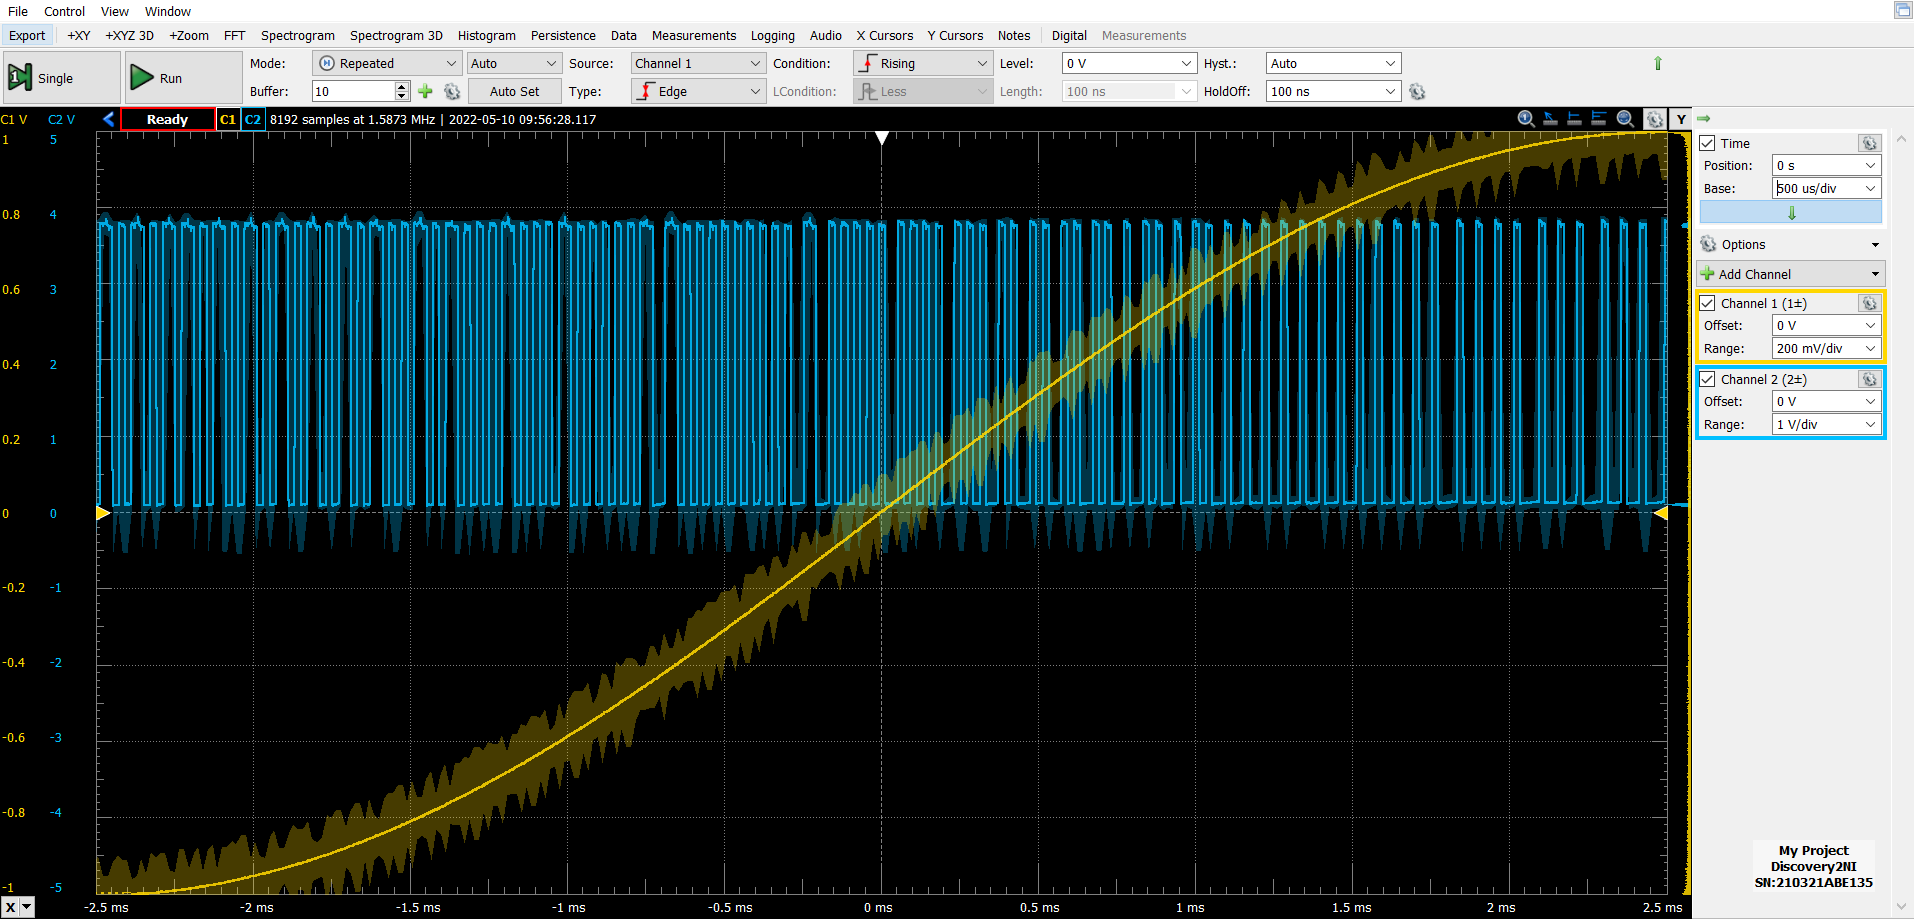 File Control View Window
Export +XY +XYZ 3D +Zoom FFT Spectrogram Spectrogram 3D Histogram Persistence Data Measurements Logging Audio X Cursors Y Cursors Notes Digital Measurements
1 Single Run Mode: Repeated Auto Source: Channel 1 Condition: Rising Level: 0 V Hyst.: Auto
Buffer: 10 Auto Set Type: Edge LCondition: Less Length: 100 ns HoldOff: 100 ns
C1 V C2 V Ready C1 C2 8192 samples at 1.5873 MHz | 2022-05-10 09:56:28.117 Y
1 5
0.8 4
0.6 3
0.4 2
0.2 1
0 0
-0.2 -1
-0.4 -2
-0.6 -3
-0.8 -4
-1 -5
X -2.5 ms -2 ms -1.5 ms -1 ms -0.5 ms 0 ms 0.5 ms 1 ms 1.5 ms 2 ms 2.5 ms
Time
Position: 0 s
Base: 500 us/div
Options
Add Channel
Channel 1 (1±)
Offset: 0 V
Range: 200 mV/div
Channel 2 (2±)
Offset: 0 V
Range: 1 V/div
My Project
Discovery2NI
SN:210321ABE135